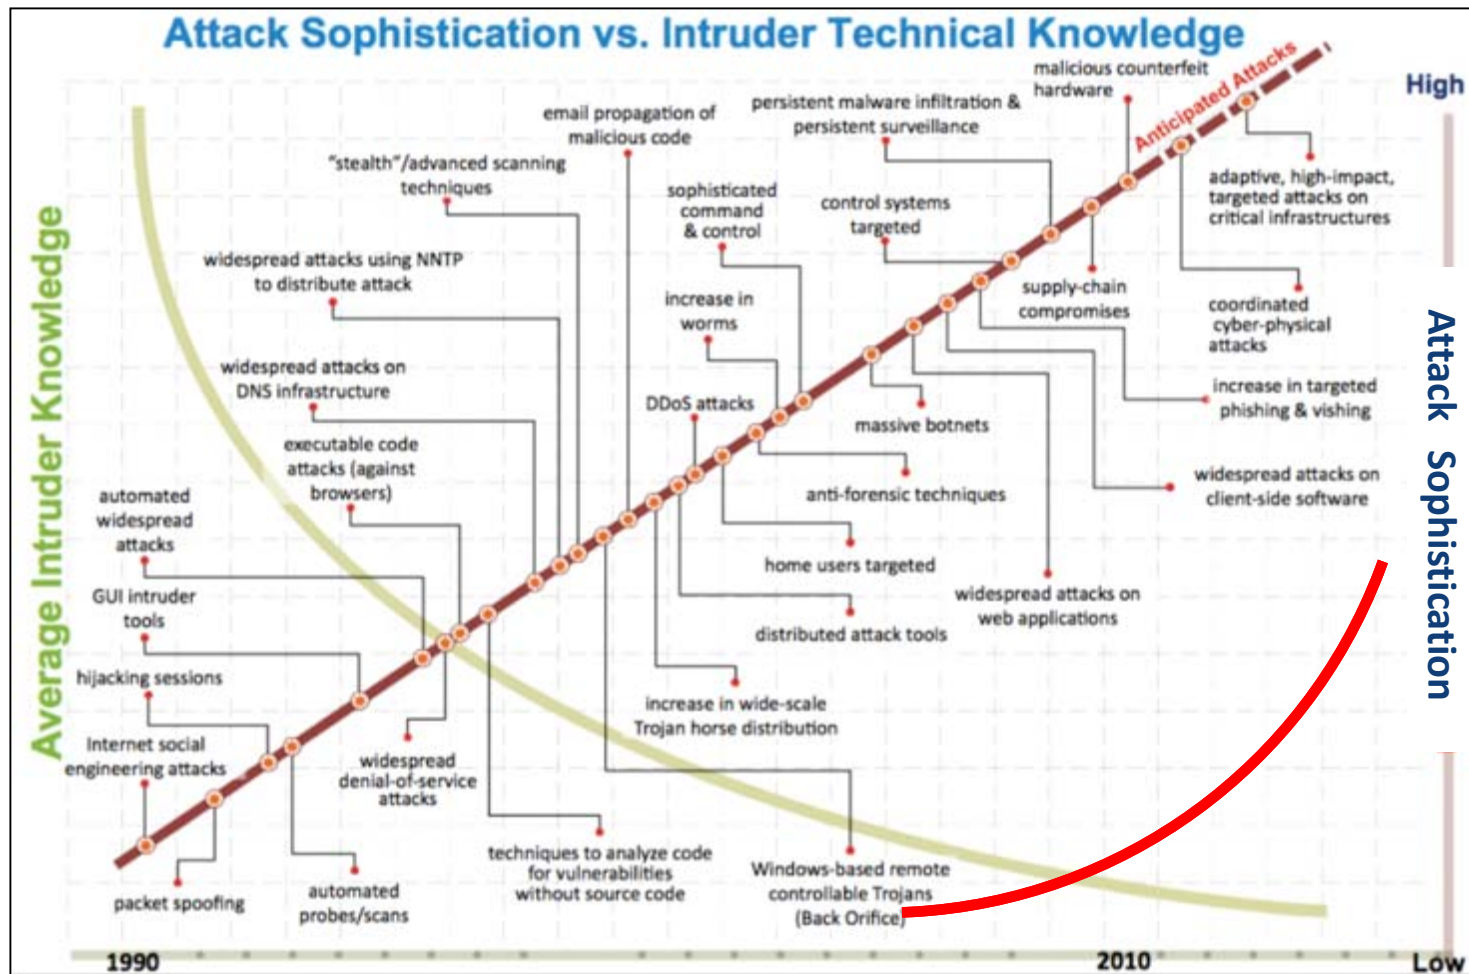 Attack Sophistication vs. Intruder Technical Knowledge
High
Average Intruder Knowledge
Attack Sophistication
Anticipated Attacks
malicious counterfeit
hardware
persistent malware infiltration &
persistent surveillance
email propagation of
malicious code
"stealth"/advanced scanning
techniques
adaptive, high-impact,
targeted attacks on
critical infrastructures
sophisticated
command
& control
control systems
targeted
widespread attacks using NNTP
to distribute attack
increase in
worms
supply-chain
compromises
coordinated
cyber-physical
attacks
widespread attacks on
DNS infrastructure
DDoS attacks
increase in targeted
phishing & vishing
massive botnets
executable code
attacks (against
browsers)
anti-forensic techniques
widespread attacks on
client-side software
automated
widespread
attacks
home users targeted
GUI intruder
tools
distributed attack tools
widespread attacks on
web applications
hijacking sessions
increase in wide-scale
Trojan horse distribution
Internet social
engineering attacks
widespread
denial-of-service
attacks
techniques to analyze code
for vulnerabilities
without source code
Windows-based remote
controllable Trojans
(Back Orifice)
packet spoofing
automated
probes/scans
1990
2010
Low